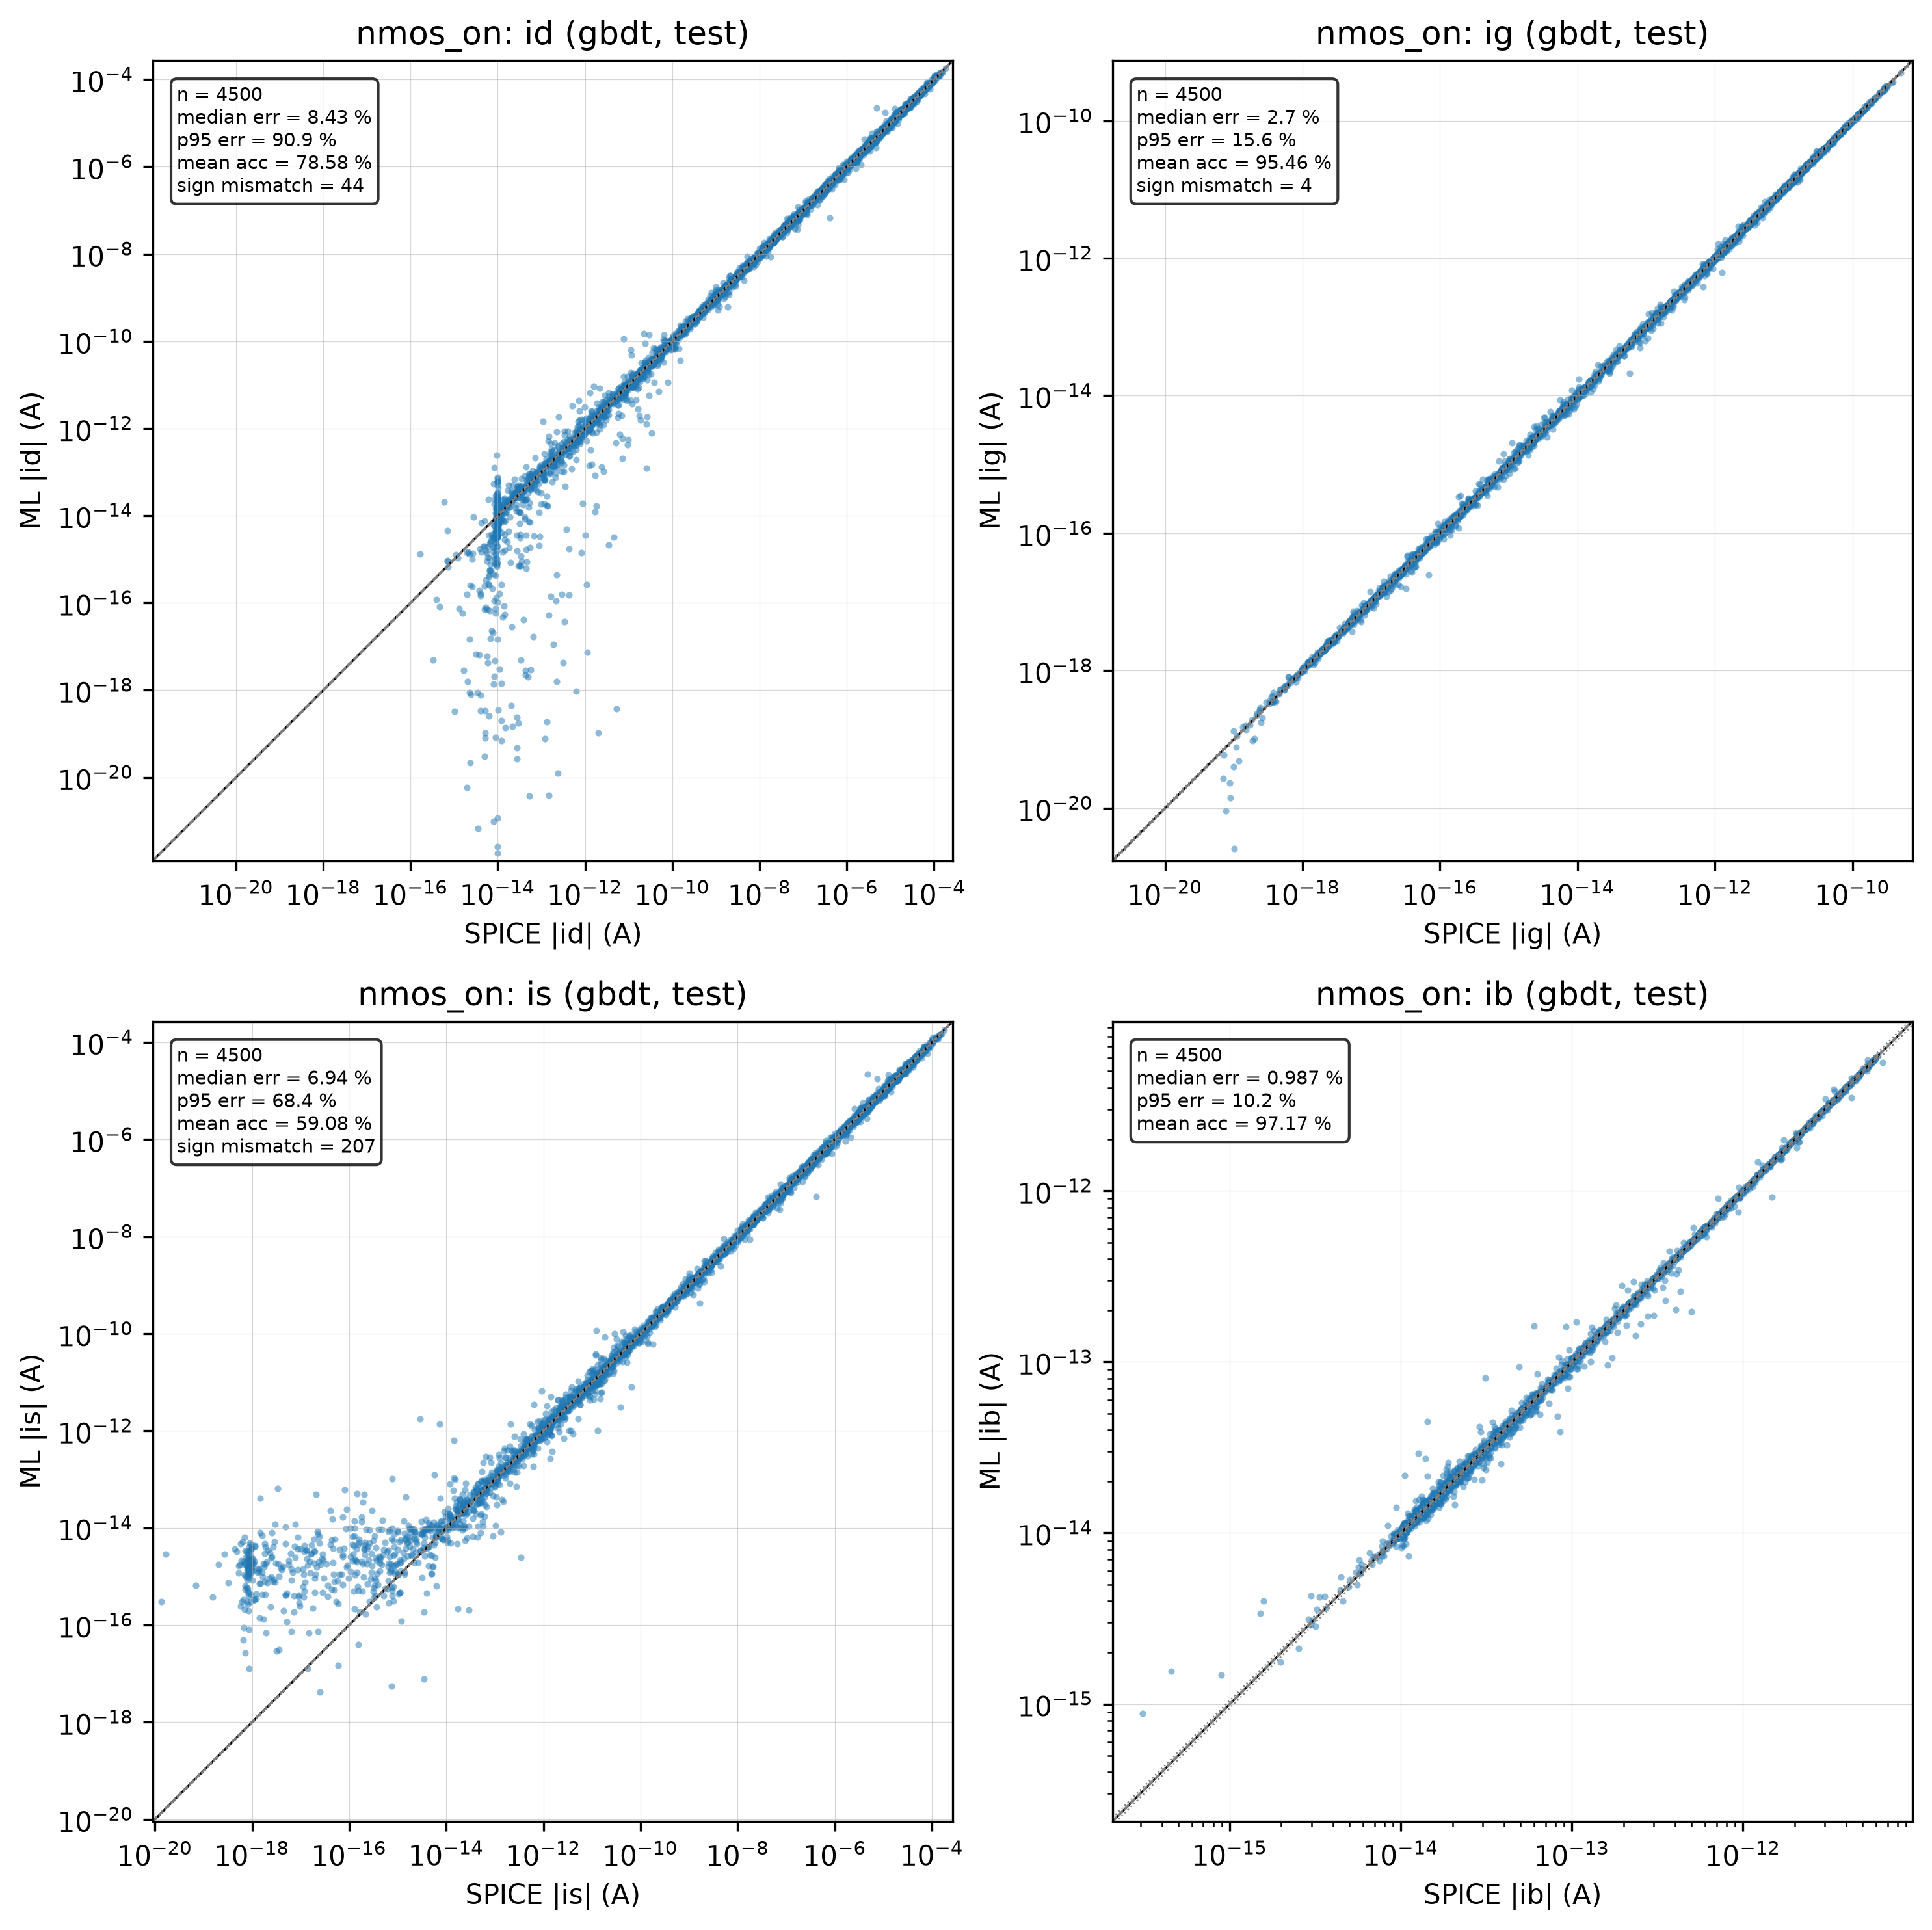 nmos_on: id (gbdt, test)
n = 4500
median err = 8.43 %
p95 err = 90.9 %
mean acc = 78.58 %
sign mismatch = 44
ML |id| (A)
10⁻⁴
10⁻⁶
10⁻⁸
10⁻¹⁰
10⁻¹²
10⁻¹⁴
10⁻¹⁶
10⁻¹⁸
10⁻²⁰
10⁻²⁰ 10⁻¹⁸ 10⁻¹⁶ 10⁻¹⁴ 10⁻¹² 10⁻¹⁰ 10⁻⁸ 10⁻⁶ 10⁻⁴
SPICE |id| (A)
nmos_on: ig (gbdt, test)
n = 4500
median err = 2.7 %
p95 err = 15.6 %
mean acc = 95.46 %
sign mismatch = 4
ML |ig| (A)
10⁻¹⁰
10⁻¹²
10⁻¹⁴
10⁻¹⁶
10⁻¹⁸
10⁻²⁰
10⁻²⁰ 10⁻¹⁸ 10⁻¹⁶ 10⁻¹⁴ 10⁻¹² 10⁻¹⁰
SPICE |ig| (A)
nmos_on: is (gbdt, test)
n = 4500
median err = 6.94 %
p95 err = 68.4 %
mean acc = 59.08 %
sign mismatch = 207
ML |is| (A)
10⁻⁴
10⁻⁶
10⁻⁸
10⁻¹⁰
10⁻¹²
10⁻¹⁴
10⁻¹⁶
10⁻¹⁸
10⁻²⁰
10⁻²⁰ 10⁻¹⁸ 10⁻¹⁶ 10⁻¹⁴ 10⁻¹² 10⁻¹⁰ 10⁻⁸ 10⁻⁶ 10⁻⁴
SPICE |is| (A)
nmos_on: ib (gbdt, test)
n = 4500
median err = 0.987 %
p95 err = 10.2 %
mean acc = 97.17 %
ML |ib| (A)
10⁻¹²
10⁻¹³
10⁻¹⁴
10⁻¹⁵
10⁻¹⁵ 10⁻¹⁴ 10⁻¹³ 10⁻¹²
SPICE |ib| (A)